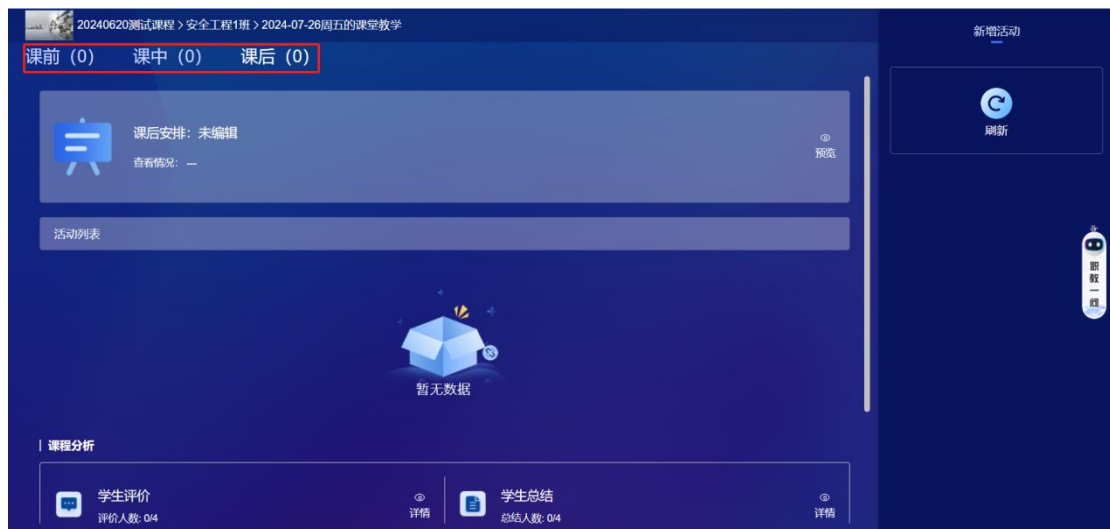 20240620测试课程 > 安全工程1班 > 2024-07-26周五的课堂教学
课前（0） 课中（0） 课后（0）
课后安排：未编辑
查看情况：—
预览
活动列表
暂无数据
课程分析
学生评价
评价人数: 0/4
详情
学生总结
总结人数: 0/4
详情
新增活动
刷新
职教一问